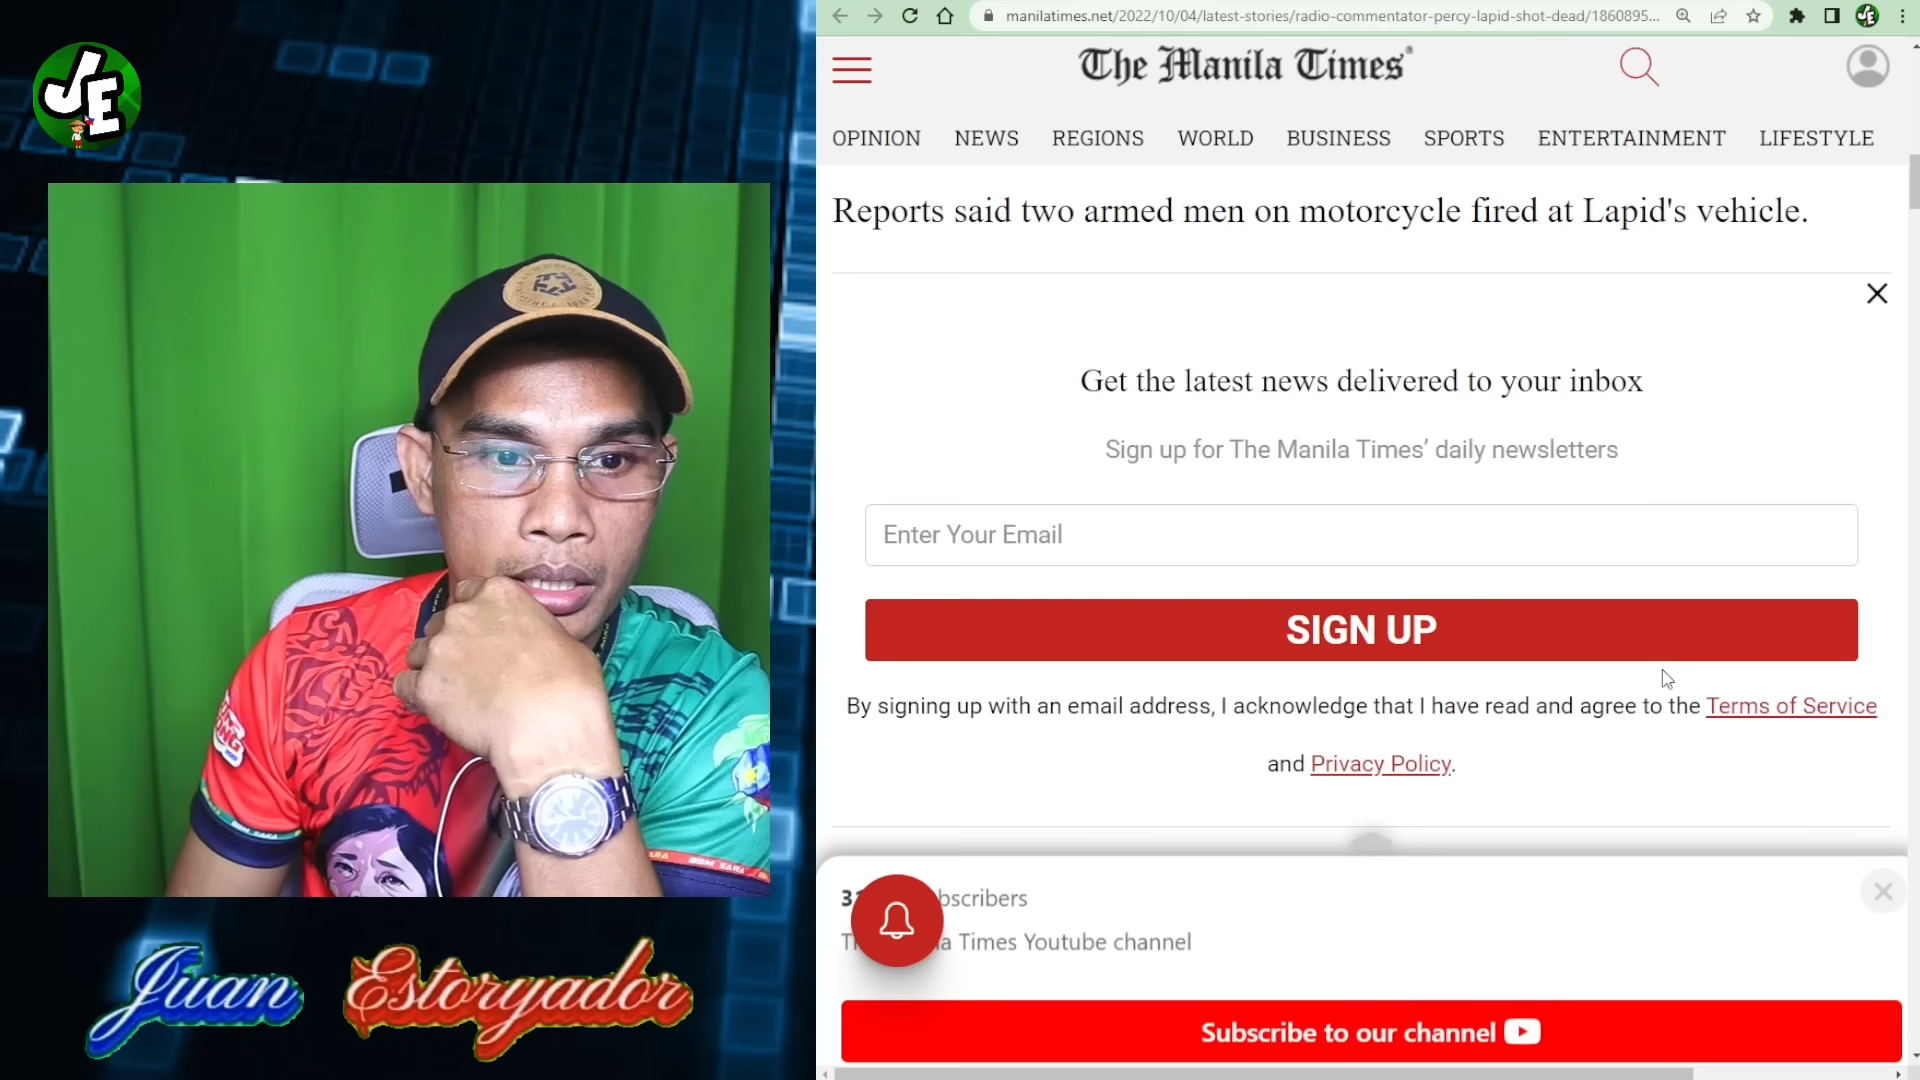 JE
manilatimes.net/2022/10/04/latest-stories/radio-commentator-percy-lapid-shot-dead/1860895...
The Manila Times
OPINION NEWS REGIONS WORLD BUSINESS SPORTS ENTERTAINMENT LIFESTYLE
Reports said two armed men on motorcycle fired at Lapid's vehicle.
Get the latest news delivered to your inbox
Sign up for The Manila Times' daily newsletters
Enter Your Email
SIGN UP
By signing up with an email address, I acknowledge that I have read and agree to the Terms of Service
and Privacy Policy.
Times Youtube channel
Subscribe to our channel
BBM SARA
BBM SARA
Juan Estoryador